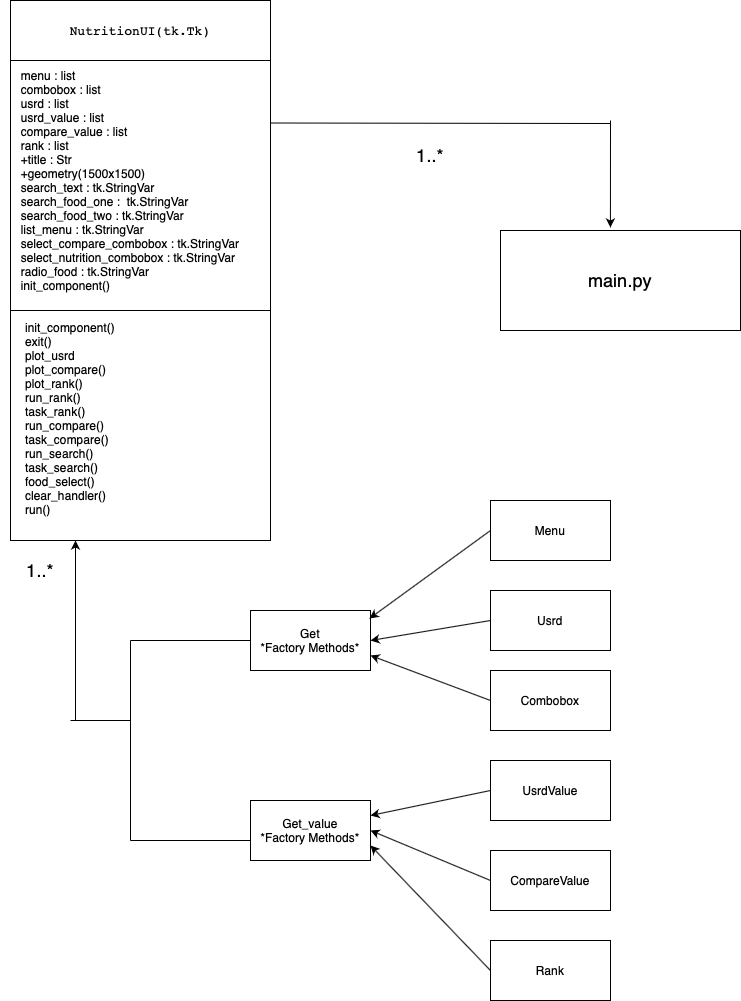 NutritionUI(tk.Tk)
menu : list
combobox : list
usrd : list
usrd_value : list
compare_value : list
rank : list
+title : Str
+geometry(1500x1500)
search_text : tk.StringVar
search_food_one :  tk.StringVar
search_food_two : tk.StringVar
list_menu : tk.StringVar
select_compare_combobox : tk.StringVar
select_nutrition_combobox : tk.StringVar
radio_food : tk.StringVar
init_component()
init_component()
exit()
plot_usrd
plot_compare()
plot_rank()
run_rank()
task_rank()
run_compare()
task_compare()
run_search()
task_search()
food_select()
clear_handler()
run()
1..*
main.py
1..*
Get
*Factory Methods*
Menu
Usrd
Combobox
Get_value
*Factory Methods*
UsrdValue
CompareValue
Rank